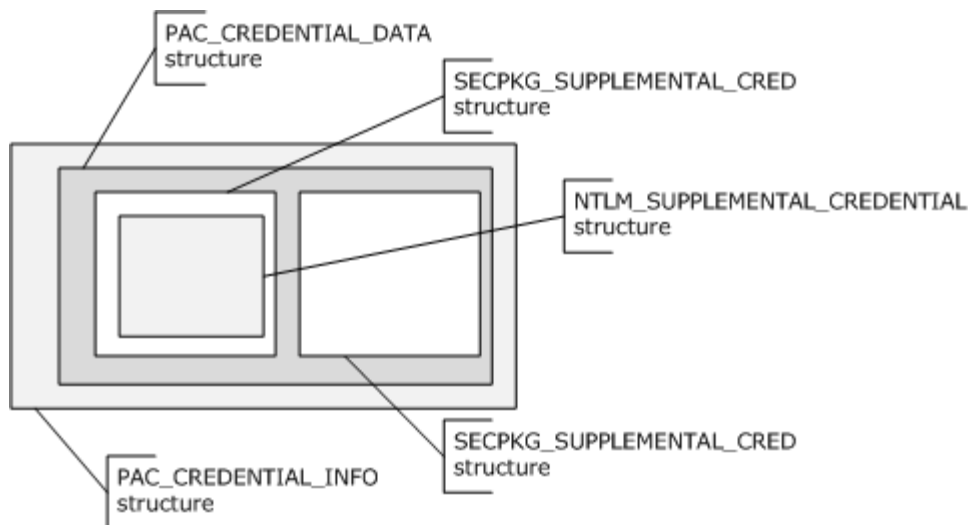 PAC_CREDENTIAL_DATA
structure
SECPKG_SUPPLEMENTAL_CRED
structure
NTLM_SUPPLEMENTAL_CREDENTIAL
structure
SECPKG_SUPPLEMENTAL_CRED
structure
PAC_CREDENTIAL_INFO
structure